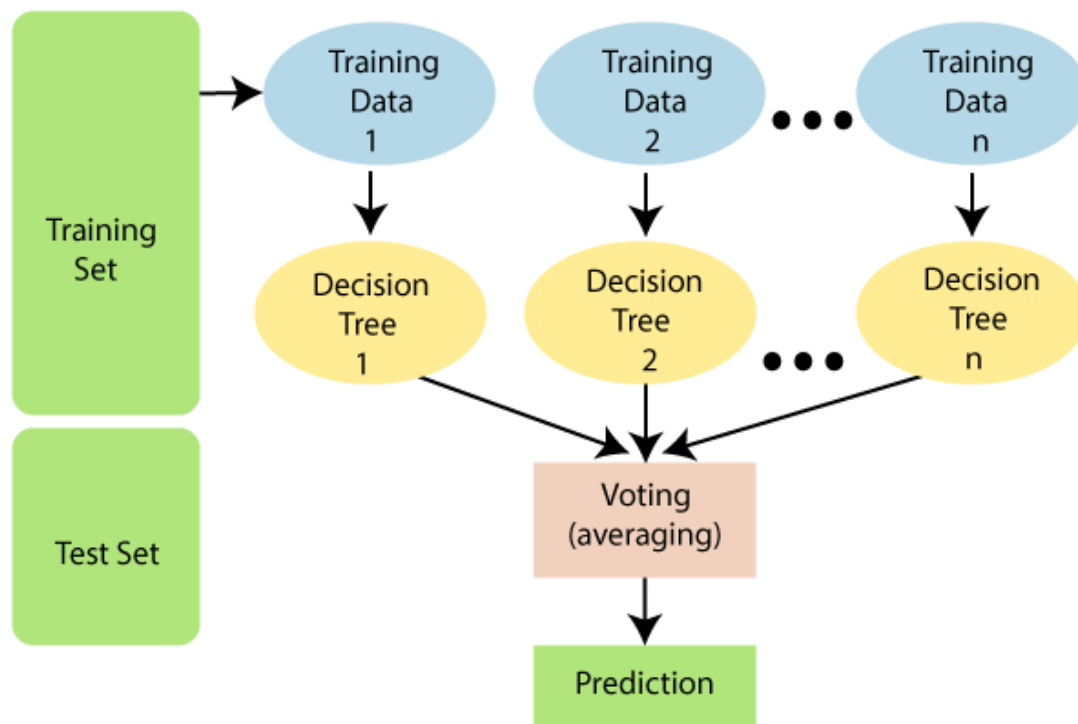 Training
Set
Test Set
Training
Data
1
Training
Data
2
Training
Data
n
Decision
Tree
1
Decision
Tree
2
Decision
Tree
n
Voting
(averaging)
Prediction